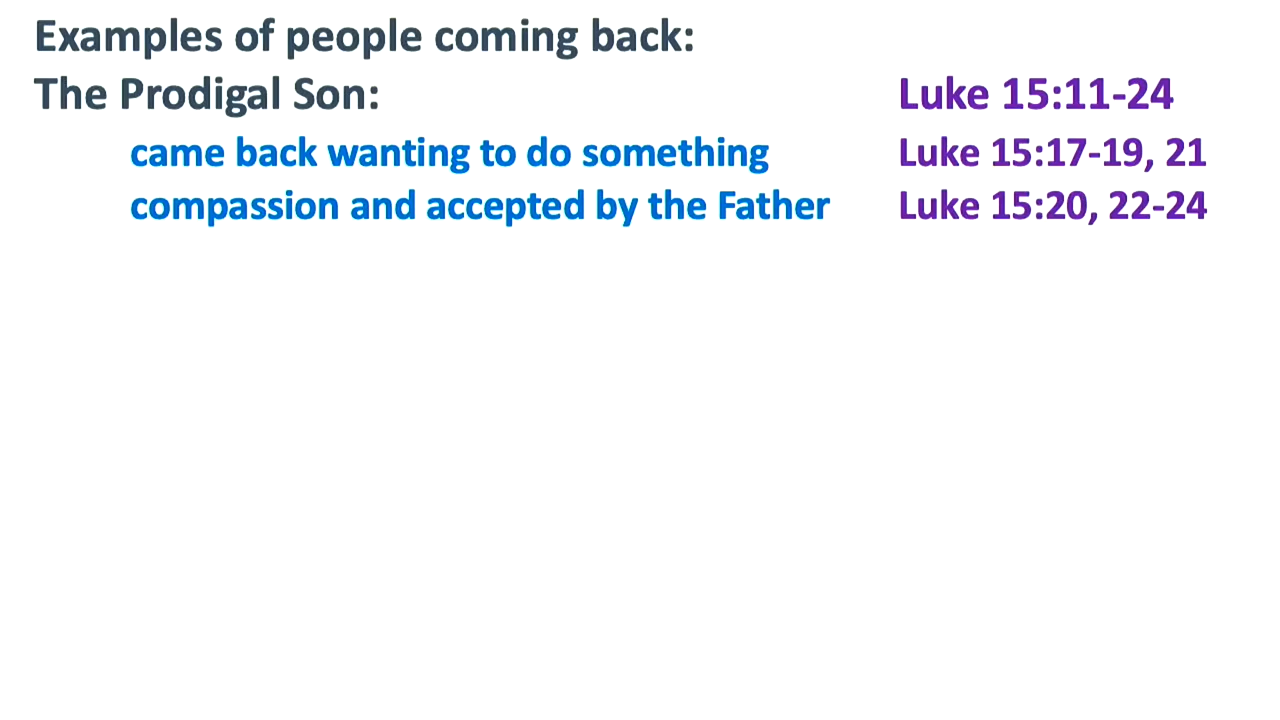 Examples of people coming back:
The Prodigal Son: Luke 15:11-24
came back wanting to do something Luke 15:17-19, 21
compassion and accepted by the Father Luke 15:20, 22-24